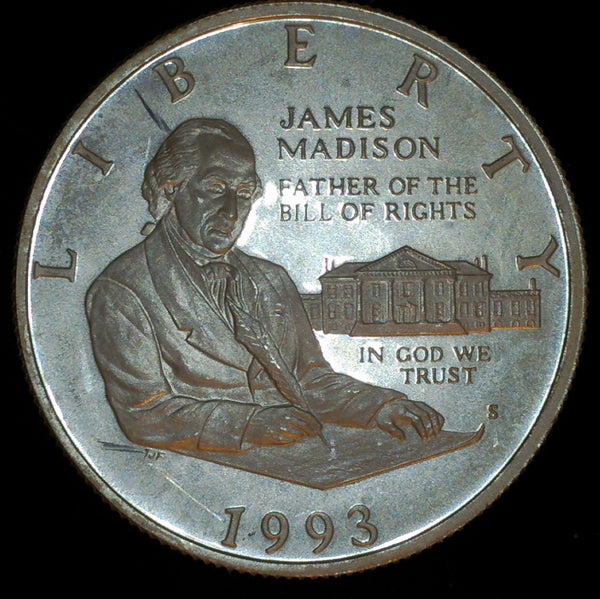 LIBERTY
JAMES
MADISON
FATHER OF THE
BILL OF RIGHTS
IN GOD WE
TRUST
S
1993